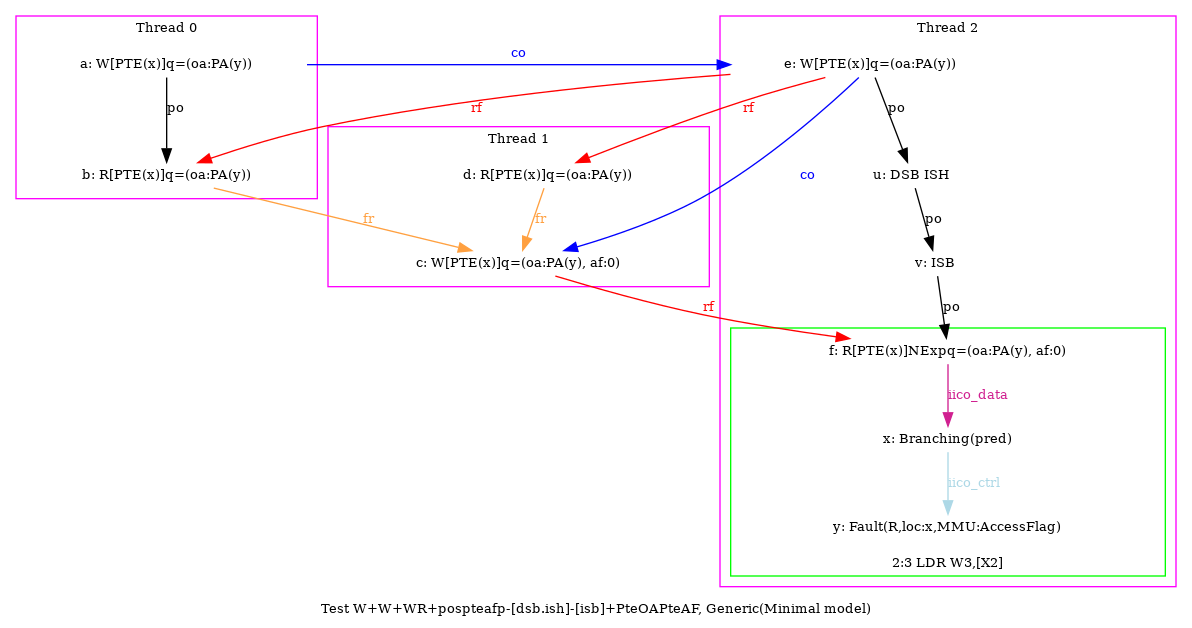 Thread 0
Thread 2
a: W[PTE(x)]q=(oa:PA(y))
co
e: W[PTE(x)]q=(oa:PA(y))
po
rf
rf
po
Thread 1
b: R[PTE(x)]q=(oa:PA(y))
d: R[PTE(x)]q=(oa:PA(y))
co
u: DSB ISH
fr
fr
po
c: W[PTE(x)]q=(oa:PA(y), af:0)
v: ISB
rf
po
f: R[PTE(x)]NExpq=(oa:PA(y), af:0)
iico_data
x: Branching(pred)
iico_ctrl
y: Fault(R,loc:x,MMU:AccessFlag)
2:3 LDR W3,[X2]
Test W+W+WR+pospteafp-[dsb.ish]-[isb]+PteOAPteAF, Generic(Minimal model)